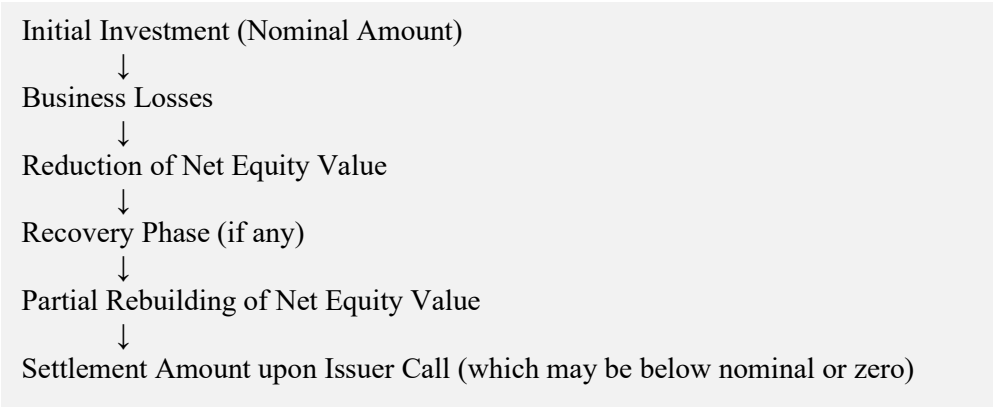 Initial Investment (Nominal Amount)
↓
Business Losses
↓
Reduction of Net Equity Value
↓
Recovery Phase (if any)
↓
Partial Rebuilding of Net Equity Value
↓
Settlement Amount upon Issuer Call (which may be below nominal or zero)